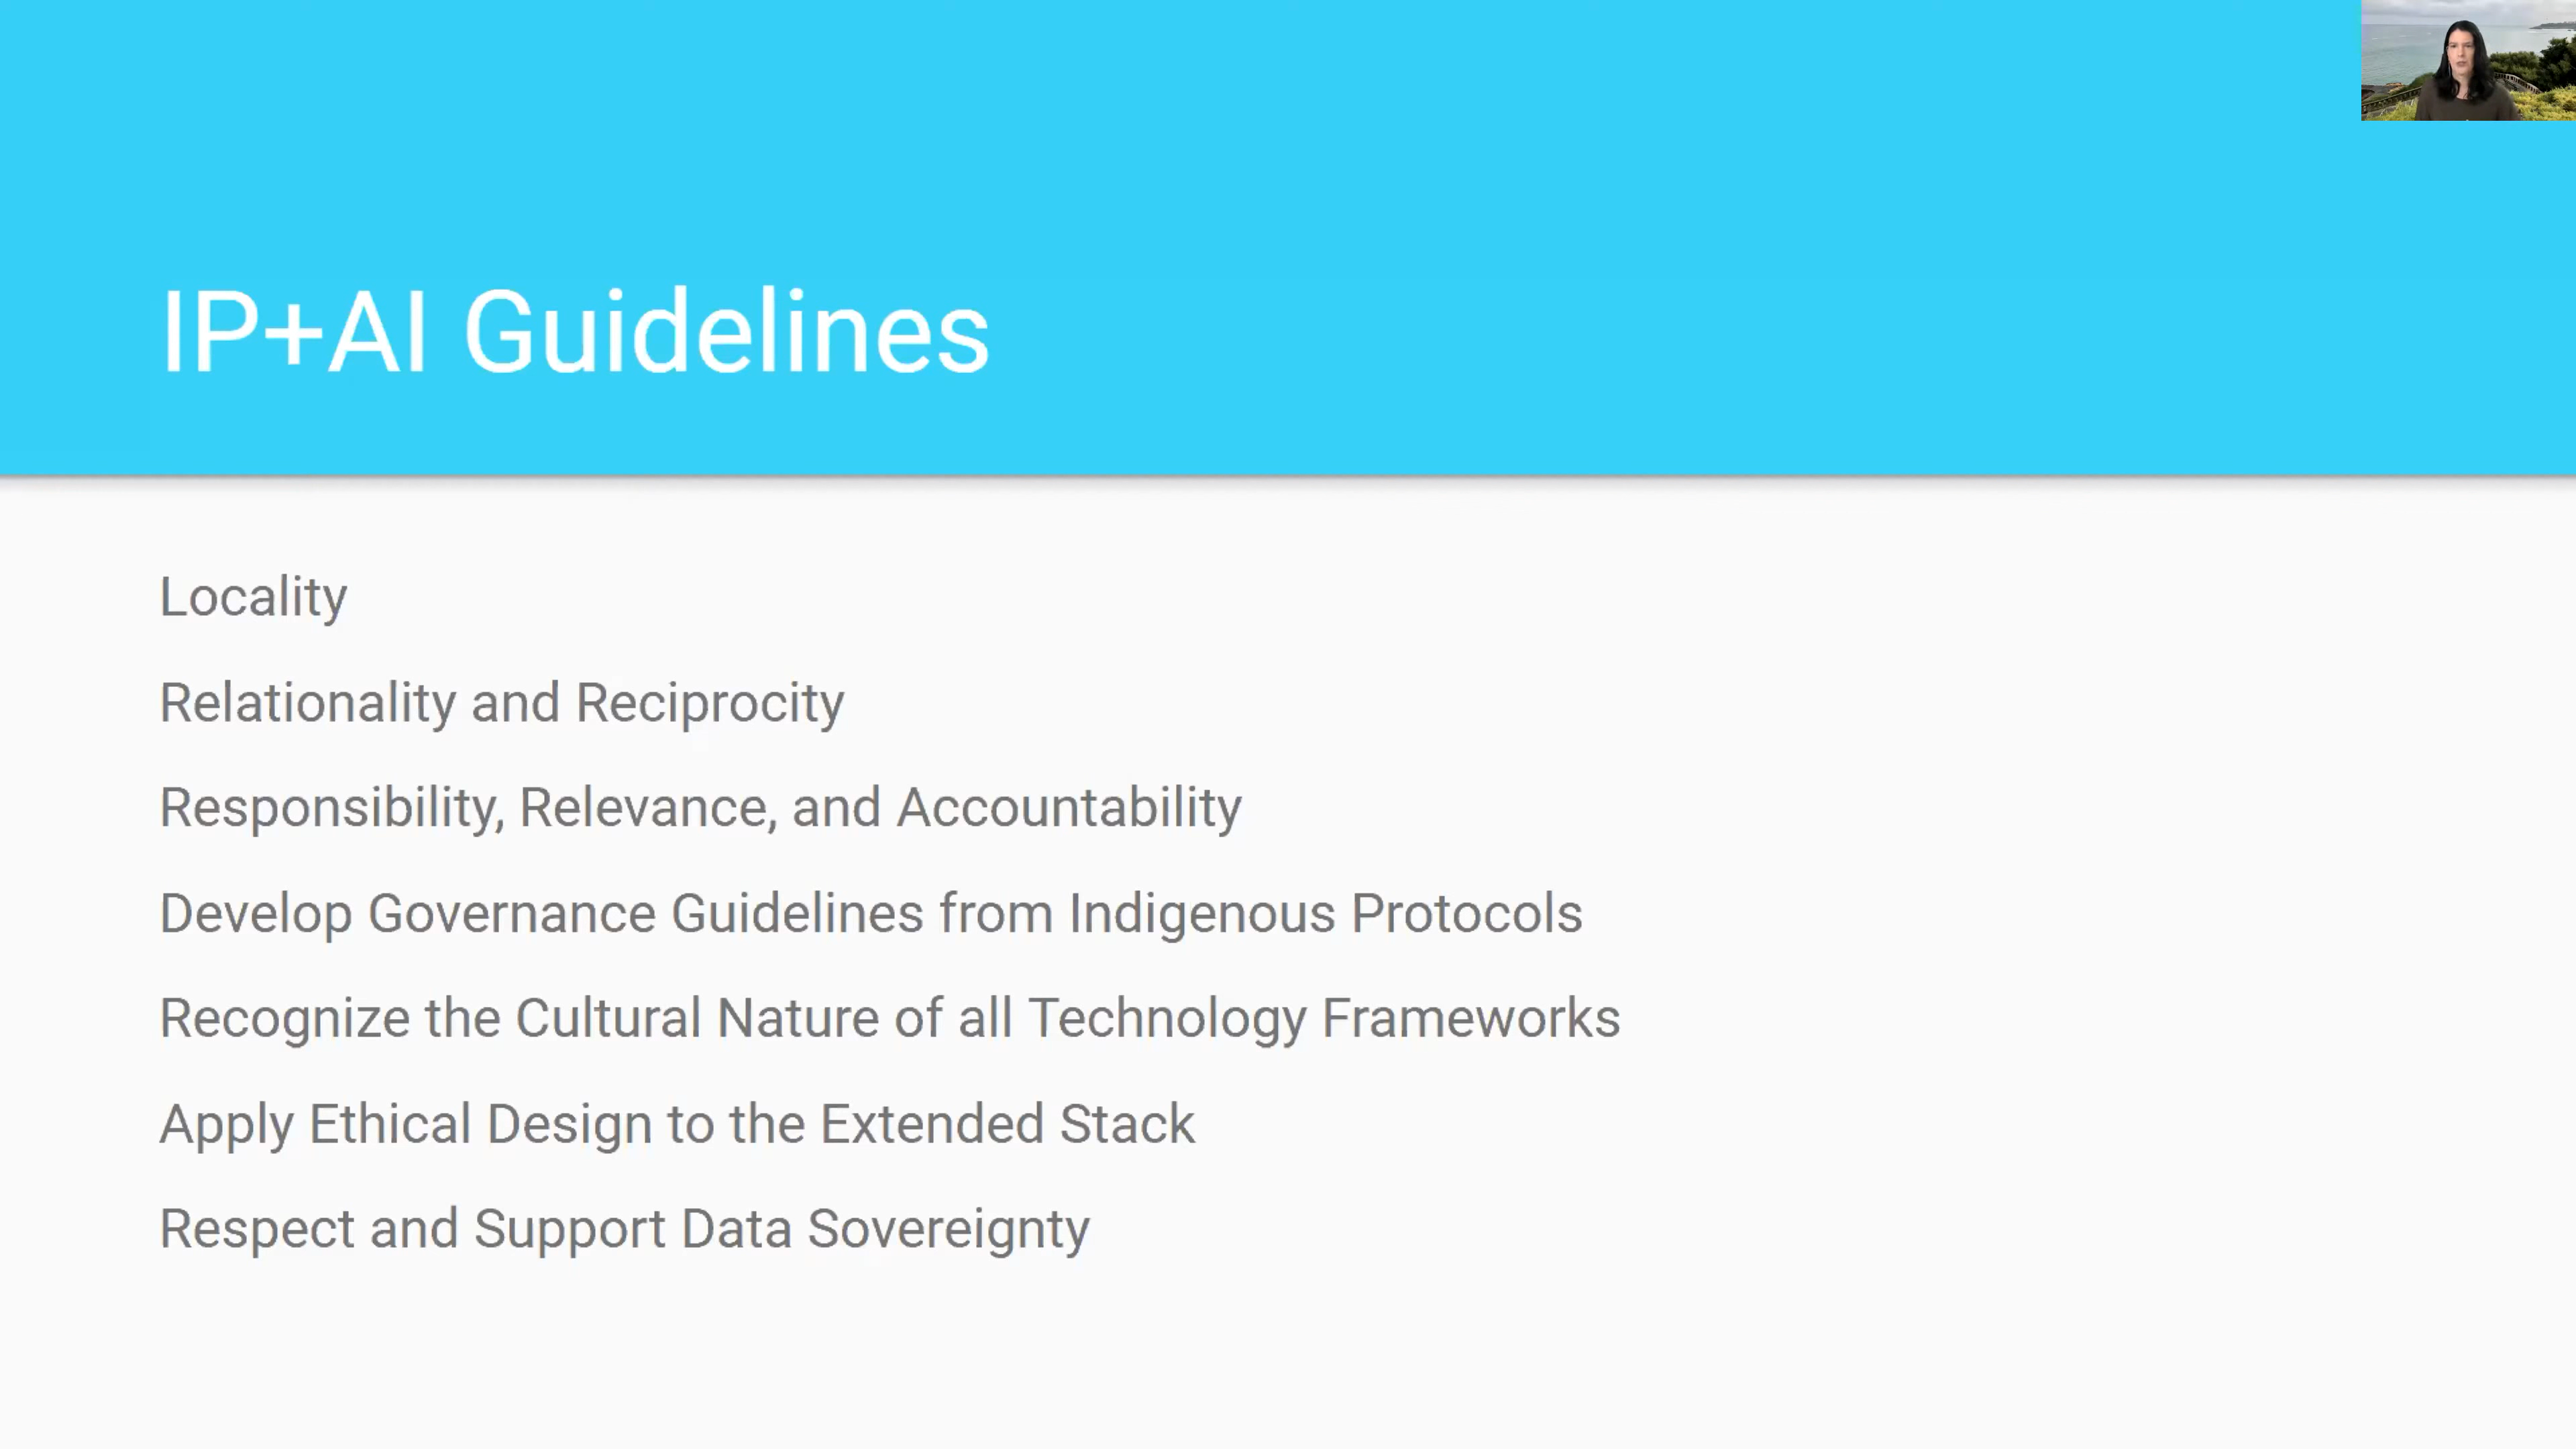 IP+AI Guidelines
Locality
Relationality and Reciprocity
Responsibility, Relevance, and Accountability
Develop Governance Guidelines from Indigenous Protocols
Recognize the Cultural Nature of all Technology Frameworks
Apply Ethical Design to the Extended Stack
Respect and Support Data Sovereignty